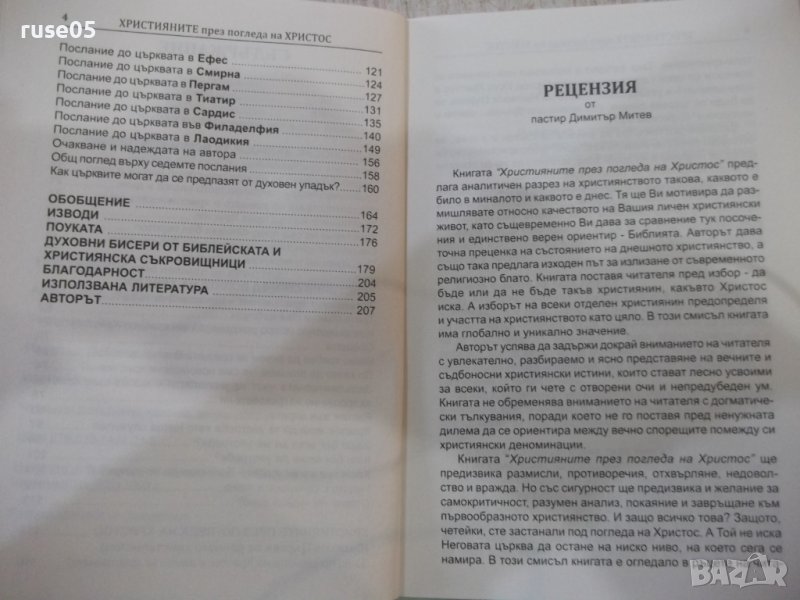 ruse05
4 ХРИСТИЯНИТЕ през погледа на ХРИСТОС
Послание до църквата в Ефес 121
Послание до църквата в Смирна 124
Послание до църквата в Пергам 127
Послание до църквата в Тиатир 131
Послание до църквата в Сардис 135
Послание до църквата във Филаделфия 140
Послание до църквата в Лаодикия 149
Очакване и надеждата на автора 156
Общ поглед върху седемте послания 158
Как църквите могат да се предпазят от духовен упадък? 160
ОБОБЩЕНИЕ 164
ИЗВОДИ 172
ПОУКАТА 176
ДУХОВНИ БИСЕРИ ОТ БИБЛЕЙСКАТА И
ХРИСТИЯНСКА СЪКРОВИЩНИЦИ 179
БЛАГОДАРНОСТ 204
ИЗПОЛЗВАНА ЛИТЕРАТУРА 205
АВТОРЪТ 207
РЕЦЕНЗИЯ
от
пастир Димитър Митев
Книгата "Християните през погледа на Христос" пред-
лага аналитичен разрез на християнството такова, каквото е
било в миналото и каквото е днес. Тя ще Ви мотивира да раз-
мишлявате относно качеството на Вашия личен християнски
живот, като същевременно Ви дава за сравнение тук посоче-
ния и единствено верен ориентир - Библията. Авторът дава
точна преценка на състоянието на днешното християнство, а
също така предлага изходен път за излизане от съвременното
религиозно блато. Книгата поставя читателя пред избор - да
бъде или да не бъде такъв християнин, какъвто Христос
иска. А изборът на всеки отделен християнин предопределя
и участта на християнството като цяло. В този смисъл книгата
има глобално и уникално значение.
Авторът успява да задържи докрай вниманието на читателя
с увлекателно, разбираемо и ясно представяне на вечните и
съдбоносни християнски истини, които стават лесно усвоими
за всеки, който ги чете с отворени очи и непредубеден ум.
Книгата не обременява вниманието на читателя с догматиче-
ски тълкувания, поради което не го поставя пред ненужната
дилема да се ориентира между вечно спорещите помежду си
християнски деноминации.
Книгата "Християните през погледа на Христос" ще
предизвика размисли, противоречия, отхвърляне, недовол-
ство и вражда. Но със сигурност ще предизвика и желание за
самокритичност, разумен анализ, покаяние и завръщане към
първообразното християнство. И защо всичко това? Защото,
четейки, сте застанали под погледа на Христос. А Той не иска
Неговата църква да остане на ниско ниво, на което сега се
намира. В този смисъл книгата е огледало в
БАЗАР
bg